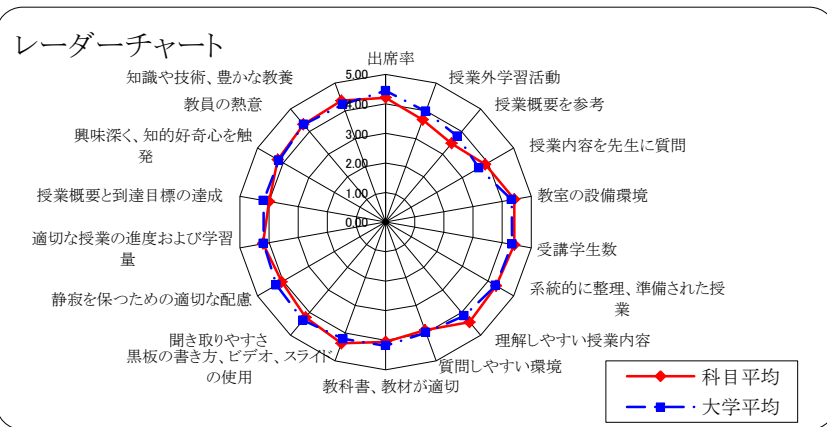 レーダーチャート
出席率
授業外学習活動
授業概要を参考
授業内容を先生に質問
教室の設備環境
受講学生数
系統的に整理、準備された授
業
理解しやすい授業内容
質問しやすい環境
教科書、教材が適切
黒板の書き方、ビデオ、スライド
の使用
聞き取りやすさ
静寂を保つための適切な配慮
適切な授業の進度および学習
量
授業概要と到達目標の達成
興味深く、知的好奇心を触
発
教員の熱意
知識や技術、豊かな教養
5.00
4.00
3.00
2.00
1.00
0.00
科目平均
大学平均